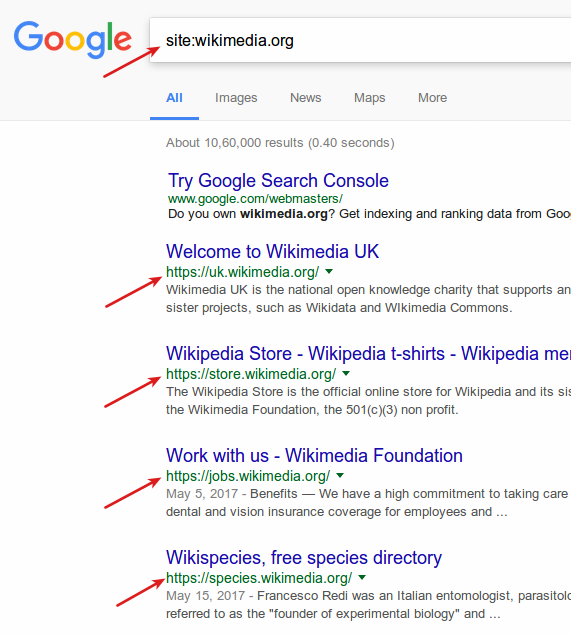 Google
site:wikimedia.org
All Images News Maps More
About 10,60,000 results (0.40 seconds)
Try Google Search Console
www.google.com/webmasters/
Do you own wikimedia.org? Get indexing and ranking data from
Welcome to Wikimedia UK
https://uk.wikimedia.org/
Wikimedia UK is the national open knowledge charity that supports
sister projects, such as Wikidata and WIkimedia Commons.
Wikipedia Store - Wikipedia t-shirts - Wikipedia
https://store.wikimedia.org/
The Wikipedia Store is the official online store for Wikipedia and its
the Wikimedia Foundation, the 501(c)(3) non profit.
Work with us - Wikimedia Foundation
https://jobs.wikimedia.org/
May 5, 2017 - Benefits — We have a high commitment to taking care
dental and vision insurance coverage for employees and ...
Wikispecies, free species directory
https://species.wikimedia.org/
May 15, 2017 - Francesco Redi was an Italian entomologist,
referred to as the "founder of experimental biology" and ...